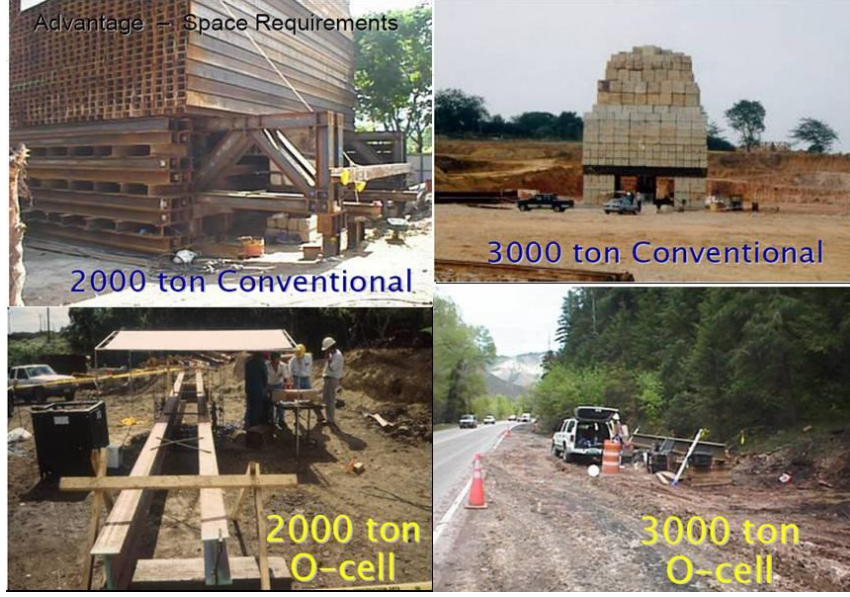 Advantage – Space Requirements
2000 ton Conventional
3000 ton Conventional
2000 ton
O-cell
3000 ton
O-cell